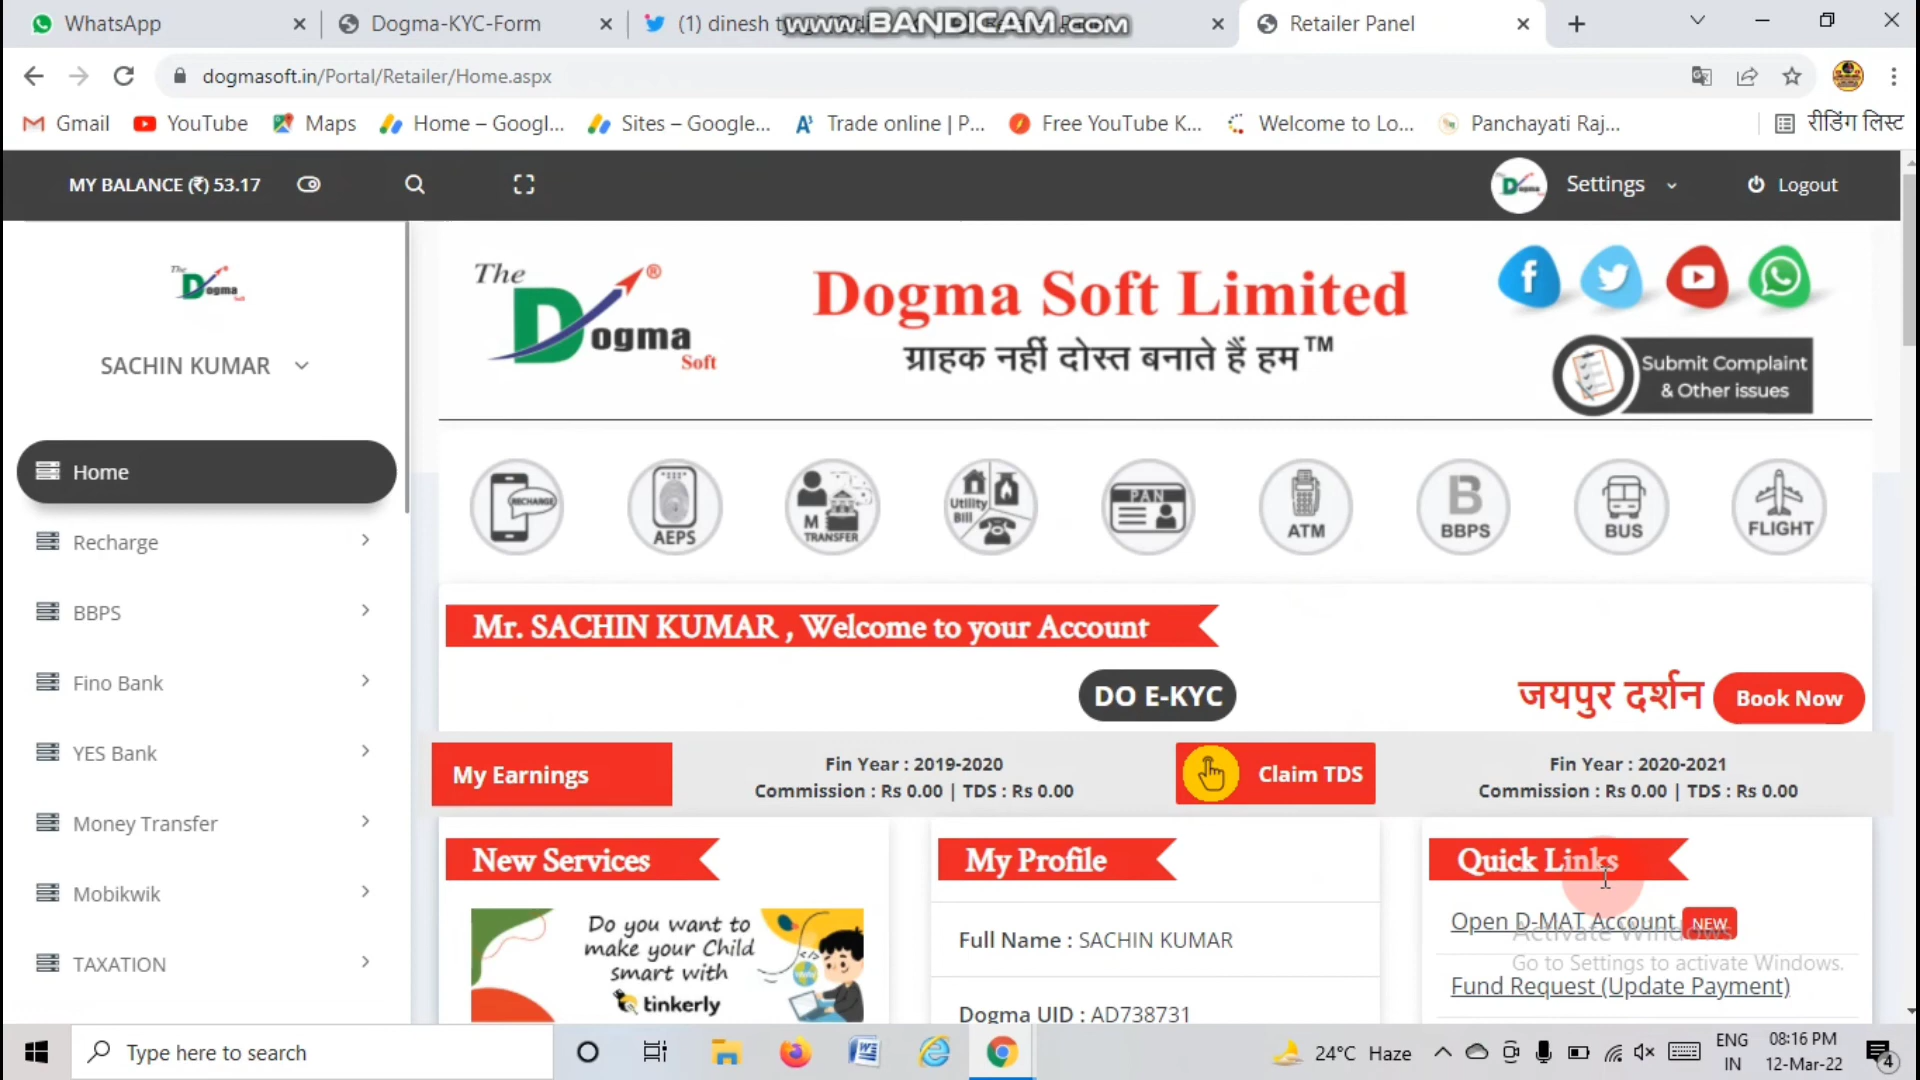 WhatsApp
Dogma-KYC-Form
(1) dinesh
www.BANDICAM.com
Retailer Panel
dogmasoft.in/Portal/Retailer/Home.aspx
Gmail
YouTube
Maps
Home – Googl...
Sites – Google...
Trade online | P...
Free YouTube K...
Welcome to Lo...
Panchayati Raj...
रीडिंग लिस्ट
MY BALANCE (₹) 53.17
Dogma
Settings
Logout
The
Dogma
Soft
SACHIN KUMAR
The
Dogma
Soft
Dogma Soft Limited
ग्राहक नहीं दोस्त बनाते हैं हम™
Submit Complaint
& Other issues
Home
Recharge
BBPS
Fino Bank
YES Bank
Money Transfer
Mobikwik
TAXATION
RECHARGE
AEPS
M
TRANSFER
Utility
Bill
PAN
ATM
B
BBPS
BUS
FLIGHT
Mr. SACHIN KUMAR , Welcome to your Account
DO E-KYC
जयपुर दर्शन
Book Now
My Earnings
Fin Year : 2019-2020
Commission : Rs 0.00 | TDS : Rs 0.00
Claim TDS
Fin Year : 2020-2021
Commission : Rs 0.00 | TDS : Rs 0.00
New Services
Do you want to
make your Child
smart with
tinkerly
My Profile
Full Name : SACHIN KUMAR
Dogma UID : AD738731
Quick Links
Open D-MAT Account NEW
Activate Windows
Go to Settings to activate Windows.
Fund Request (Update Payment)
Type here to search
24°C Haze
ENG
IN
08:16 PM
12-Mar-22
4